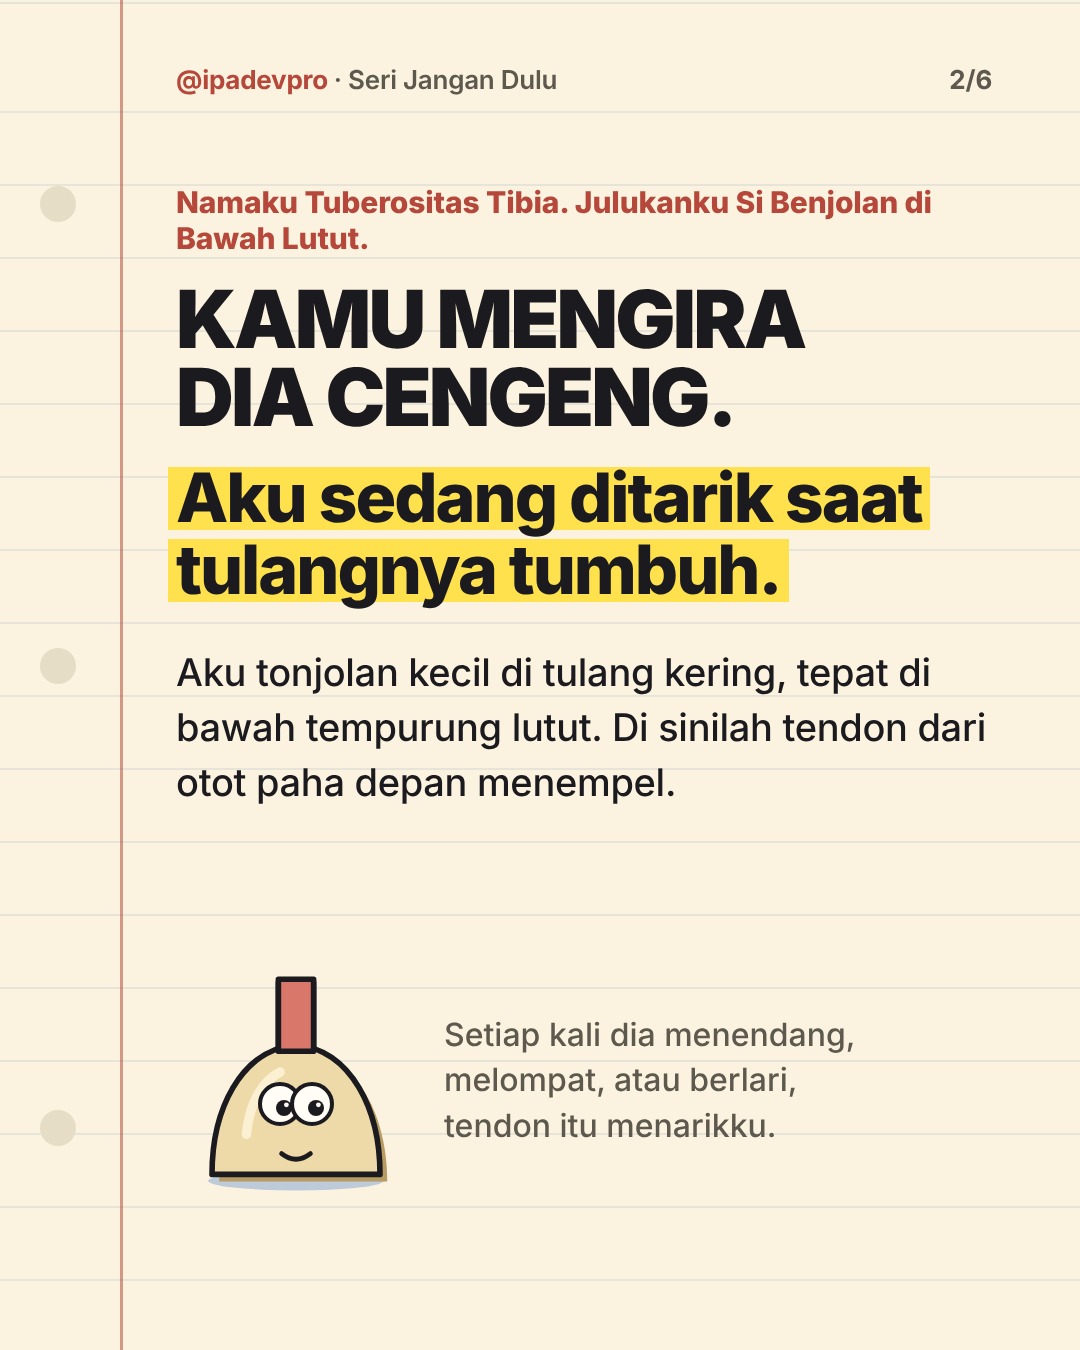 @ipadevpro · Seri Jangan Dulu
2/6
Namaku Tuberositas Tibia. Julukanku Si Benjolan di
Bawah Lutut.
KAMU MENGIRA
DIA CENGENG.
Aku sedang ditarik saat
tulangnya tumbuh.
Aku tonjolan kecil di tulang kering, tepat di
bawah tempurung lutut. Di sinilah tendon dari
otot paha depan menempel.
Setiap kali dia menendang,
melompat, atau berlari,
tendon itu menarikku.